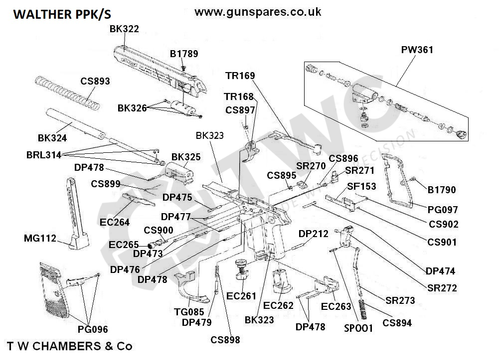 WALTHER PPK/S
www.gunspares.co.uk
BK322
B1789
PW361
CS893
TR169
TR168
CS897
BK326
BK324
BK323
BRL314
BK325
DP478
CS896
SR270
SR271
CS895
SF153
CS899
DP475
B1790
EC264
DP477
PG097
CS900
CS902
MG112
EC265
DP212
CS901
DP473
DP476
DP474
DP478
SR272
EC261
EC262
EC263
SR273
TG085
DP479
BK323
CS894
PG096
CS898
DP478
SP001
T W CHAMBERS & Co
TWC
PRECISION